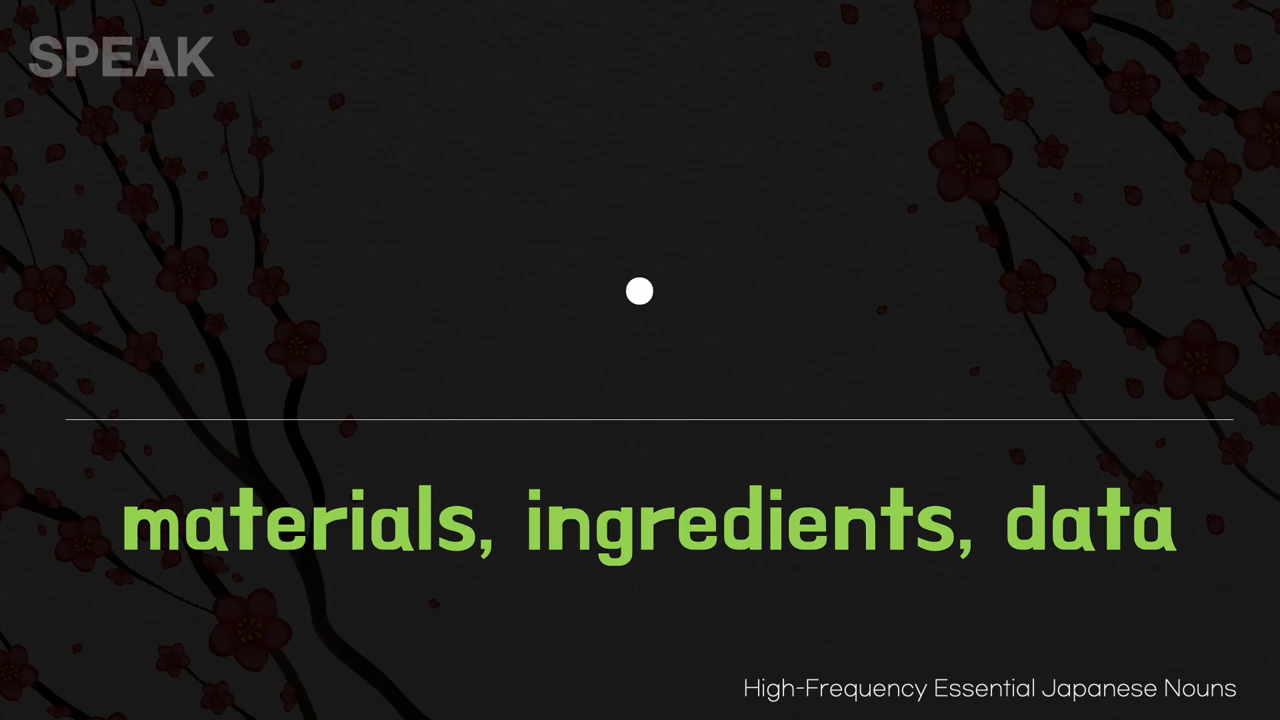 SPEAK
materials, ingredients, data
High-Frequency Essential Japanese Nouns